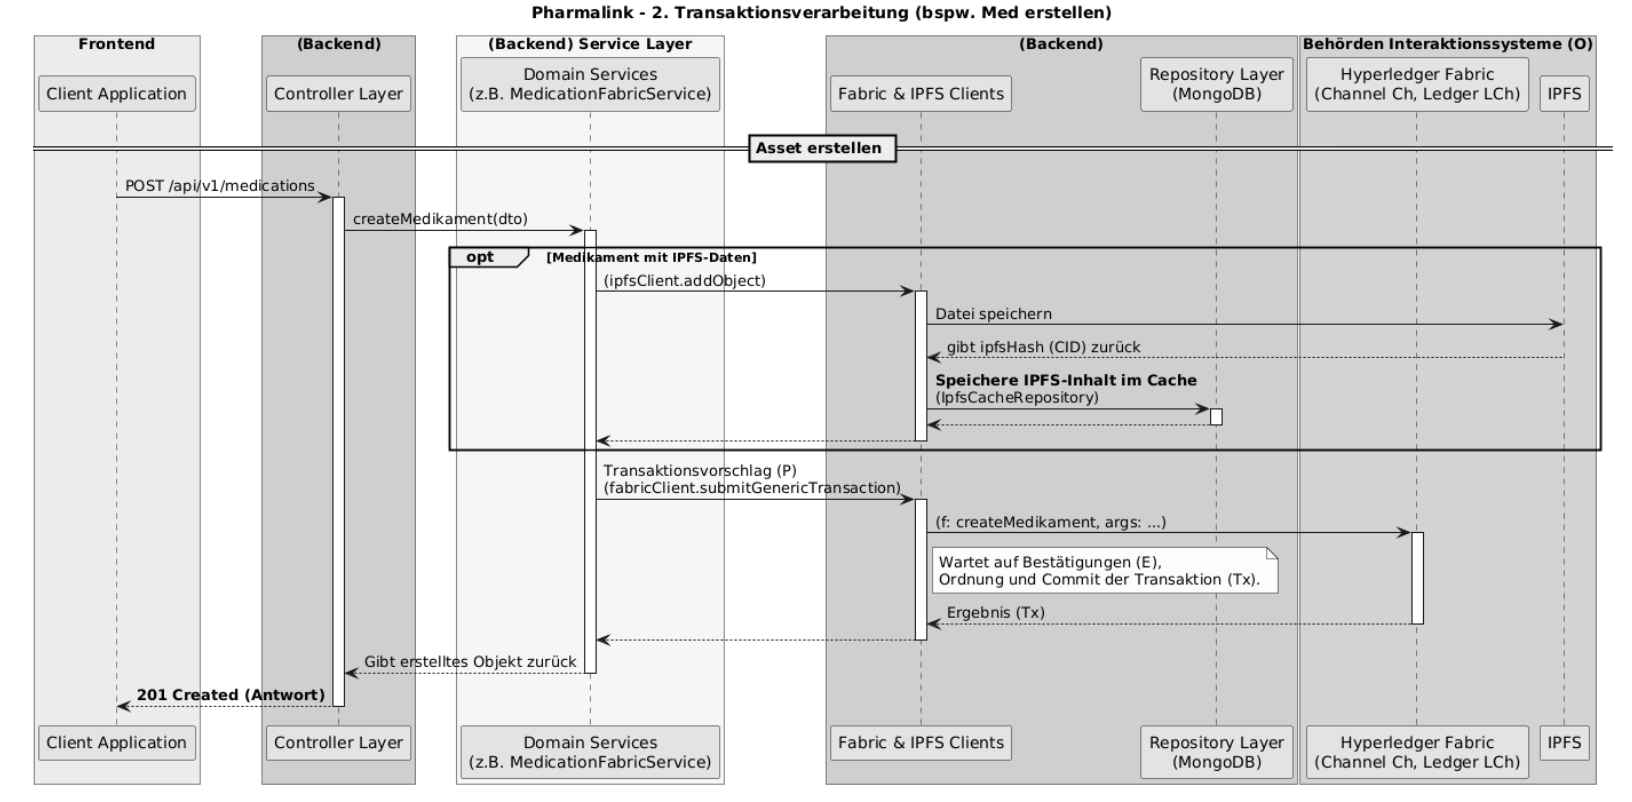 Pharmalink - 2. Transaktionsverarbeitung (bspw. Med erstellen)
Frontend
(Backend)
(Backend) Service Layer
(Backend)
Behörden Interaktionssysteme (O)
Client Application
Controller Layer
Domain Services
(z.B. MedicationFabricService)
Fabric & IPFS Clients
Repository Layer
(MongoDB)
Hyperledger Fabric
(Channel Ch, Ledger LCh)
IPFS
Asset erstellen
POST /api/v1/medications
createMedikament(dto)
opt
[Medikament mit IPFS-Daten]
(ipfsClient.addObject)
Datei speichern
gibt ipfsHash (CID) zurück
Speichere IPFS-Inhalt im Cache
(IpfsCacheRepository)
Transaktionsvorschlag (P)
(fabricClient.submitGenericTransaction)
(f: createMedikament, args: ...)
Wartet auf Bestätigungen (E),
Ordnung und Commit der Transaktion (Tx).
Ergebnis (Tx)
Gibt erstelltes Objekt zurück
201 Created (Antwort)
Client Application
Controller Layer
Domain Services
(z.B. MedicationFabricService)
Fabric & IPFS Clients
Repository Layer
(MongoDB)
Hyperledger Fabric
(Channel Ch, Ledger LCh)
IPFS